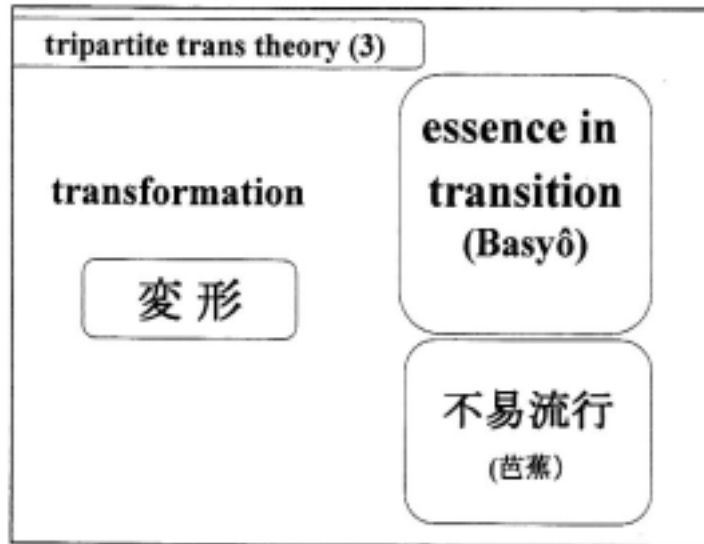 tripartite trans theory (3)
transformation
変 形
essence in
transition
(Basyô)
不易流行
(芭蕉)